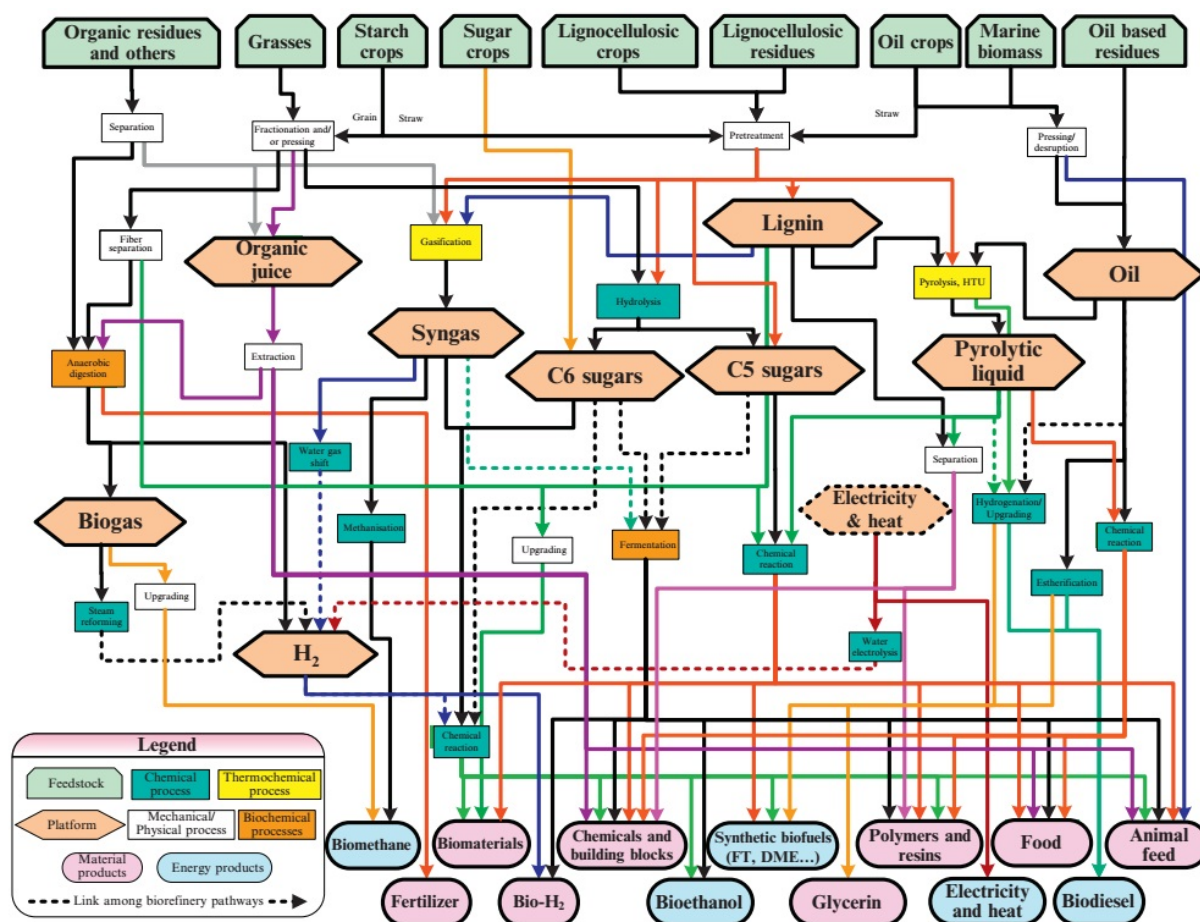 Organic residues
and others
Grasses
Starch
crops
Sugar
crops
Lignocellulosic
crops
Lignocellulosic
residues
Oil crops
Marine
biomass
Oil based
residues
Separation
Fractionation and/
or pressing
Grain
Straw
Pretreatment
Straw
Pressing/
desruption
Fiber
separation
Organic
juice
Gasification
Lignin
Pyrolysis, HTU
Oil
Hydrolysis
Anaerobic
digestion
Extraction
Syngas
C6 sugars
C5 sugars
Pyrolytic
liquid
Water gas
shift
Separation
Biogas
Methanisation
Upgrading
Fermentation
Chemical
reaction
Electricity
& heat
Hydrogenation/
Upgrading
Chemical
reaction
Estherification
Steam
reforming
Upgrading
H2
Water
electrolysis
Chemical
reaction
Legend
Feedstock
Chemical
process
Thermochemical
process
Platform
Mechanical/
Physical process
Biochemical
processes
Material
products
Energy products
Link among biorefinery pathways
Biomethane
Biomaterials
Chemicals and
building blocks
Synthetic biofuels
(FT, DME...)
Polymers and
resins
Food
Animal
feed
Fertilizer
Bio-H2
Bioethanol
Glycerin
Electricity
and heat
Biodiesel